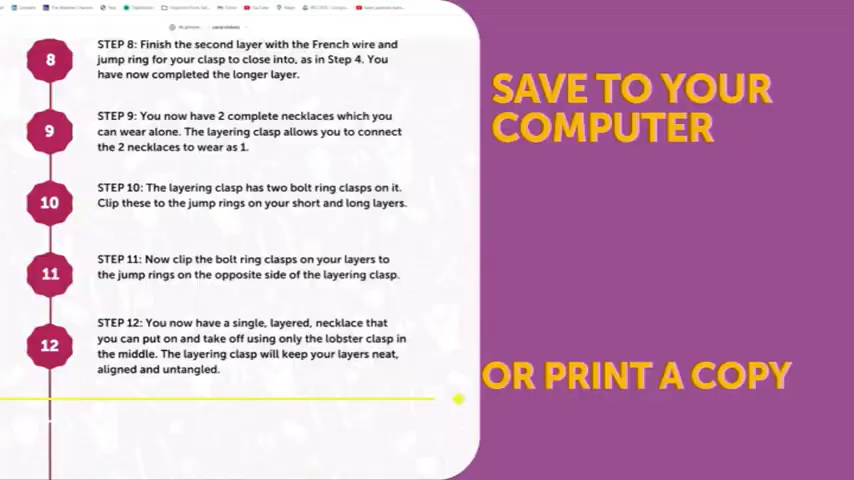 8
STEP 8: Finish the second layer with the French wire and
jump ring for your clasp to close into, as in Step 4. You
have now completed the longer layer.
9
STEP 9: You now have 2 complete necklaces which you
can wear alone. The layering clasp allows you to connect
the 2 necklaces to wear as 1.
10
STEP 10: The layering clasp has two bolt ring clasps on it.
Clip these to the jump rings on your short and long layers.
11
STEP 11: Now clip the bolt ring clasps on your layers to
the jump rings on the opposite side of the layering clasp.
12
STEP 12: You now have a single, layered, necklace that
you can put on and take off using only the lobster clasp in
the middle. The layering clasp will keep your layers neat,
aligned and untangled.
SAVE TO YOUR
COMPUTER
OR PRINT A COPY